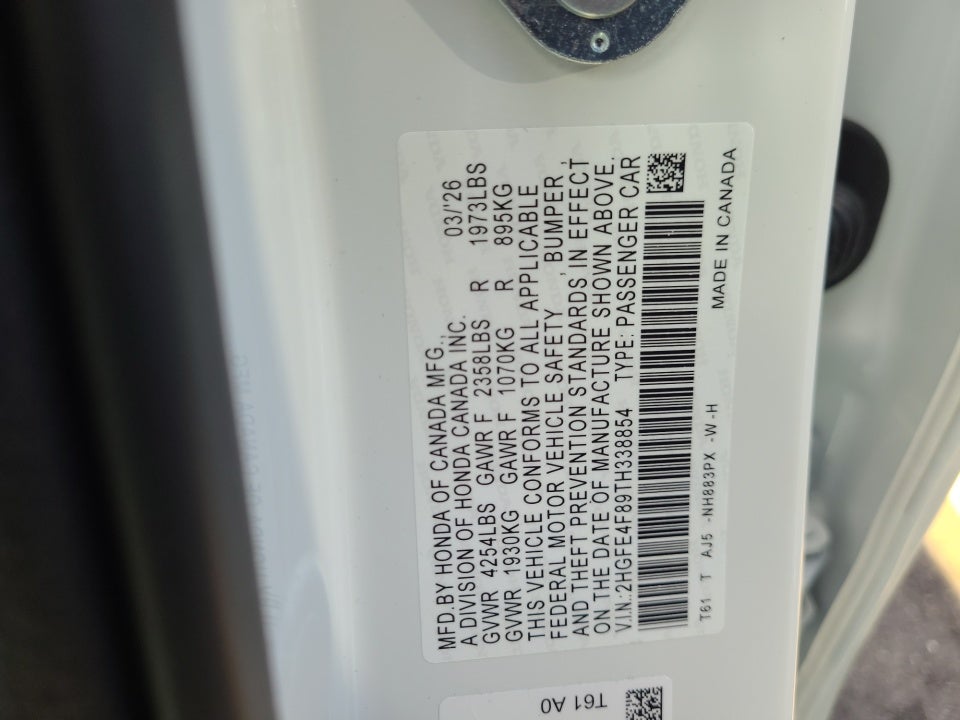 MFD.BY HONDA OF CANADA MFG., 03/'26
A DIVISION OF HONDA CANADA INC.
GVWR 4254LBS GAWR F 2358LBS R 1973LBS
GVWR 1930KG GAWR F 1070KG R 895KG
THIS VEHICLE CONFORMS TO ALL APPLICABLE
FEDERAL MOTOR VEHICLE SAFETY, BUMPER,
AND THEFT PREVENTION STANDARDS IN EFFECT
ON THE DATE OF MANUFACTURE SHOWN ABOVE.
V.I.N.:2HGFE4F89TH338854 TYPE: PASSENGER CAR
T61 T AJ5 -NH883PX -W-H MADE IN CANADA
T61 A0